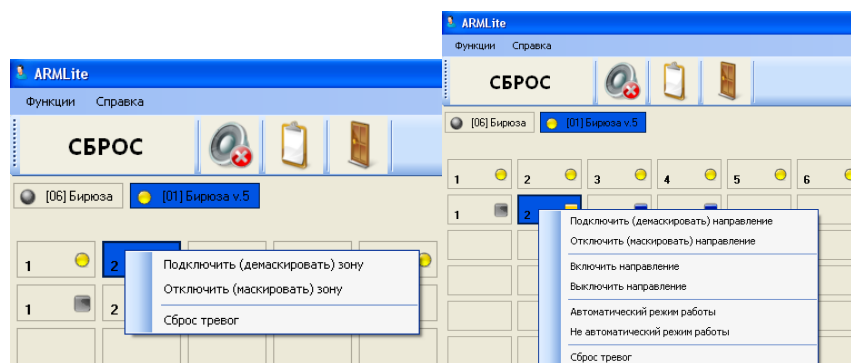 ARMLite
Функции Справка
СБРОС
[06] Бирюза [01] Бирюза v.5
1 2
Подключить (демаскировать) зону
Отключить (маскировать) зону
1 2
Сброс тревог
ARMLite
Функции Справка
СБРОС
[06] Бирюза [01] Бирюза v.5
1 2 3 4 5 6
1 2
Подключить (демаскировать) направление
Отключить (маскировать) направление
Включить направление
Выключить направление
Автоматический режим работы
Не автоматический режим работы
Сброс тревог